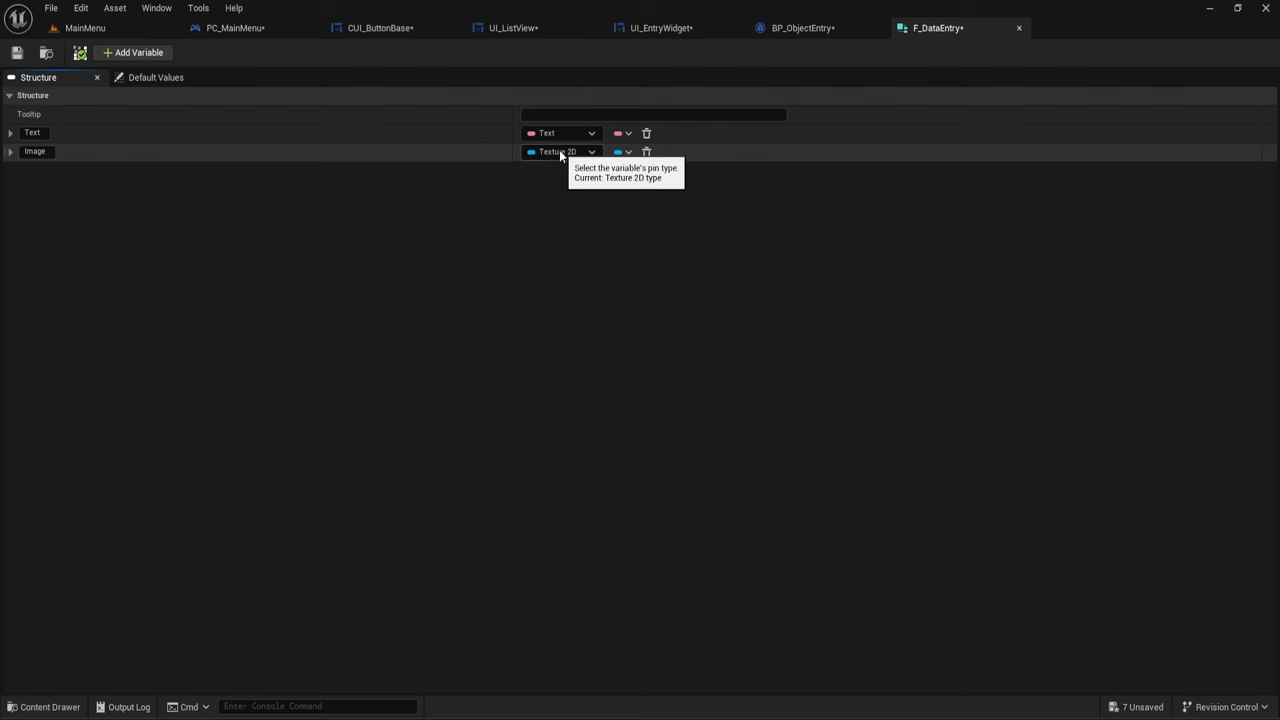 File Edit Asset Window Tools Help
MainMenu PC_MainMenu• CUI_ButtonBase• UI_ListView• UI_EntryWidget• BP_ObjectEntry• F_DataEntry•
Add Variable
Structure Default Values
Structure
Tooltip
Text Text
Image Texture 2D
Select the variable's pin type.
Current: Texture 2D type
Content Drawer Output Log Cmd Enter Console Command 7 Unsaved Revision Control